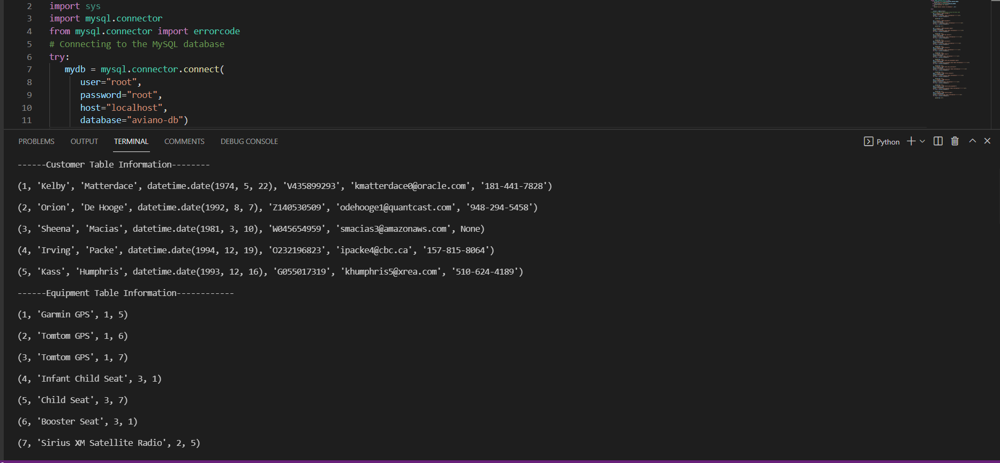 2 import sys
3 import mysql.connector
4 from mysql.connector import errorcode
5 # Connecting to the MySQL database
6 try:
7 mydb = mysql.connector.connect(
8 user="root",
9 password="root",
10 host="localhost",
11 database="aviano-db")
PROBLEMS OUTPUT TERMINAL COMMENTS DEBUG CONSOLE Python
------Customer Table Information--------
(1, 'Kelby', 'Matterdace', datetime.date(1974, 5, 22), 'V435899293', 'kmatterdace0@oracle.com', '181-441-7828')
(2, 'Orion', 'De Hooge', datetime.date(1992, 8, 7), 'Z140530509', 'odehooge1@quantcast.com', '948-294-5458')
(3, 'Sheena', 'Macias', datetime.date(1981, 3, 10), 'W045654959', 'smacias3@amazonaws.com', None)
(4, 'Irving', 'Packe', datetime.date(1994, 12, 19), 'O232196823', 'ipacke4@cbc.ca', '157-815-8064')
(5, 'Kass', 'Humphris', datetime.date(1993, 12, 16), 'G055017319', 'khumphris5@xrea.com', '510-624-4189')
------Equipment Table Information------------
(1, 'Garmin GPS', 1, 5)
(2, 'Tomtom GPS', 1, 6)
(3, 'Tomtom GPS', 1, 7)
(4, 'Infant Child Seat', 3, 1)
(5, 'Child Seat', 3, 7)
(6, 'Booster Seat', 3, 1)
(7, 'Sirius XM Satellite Radio', 2, 5)